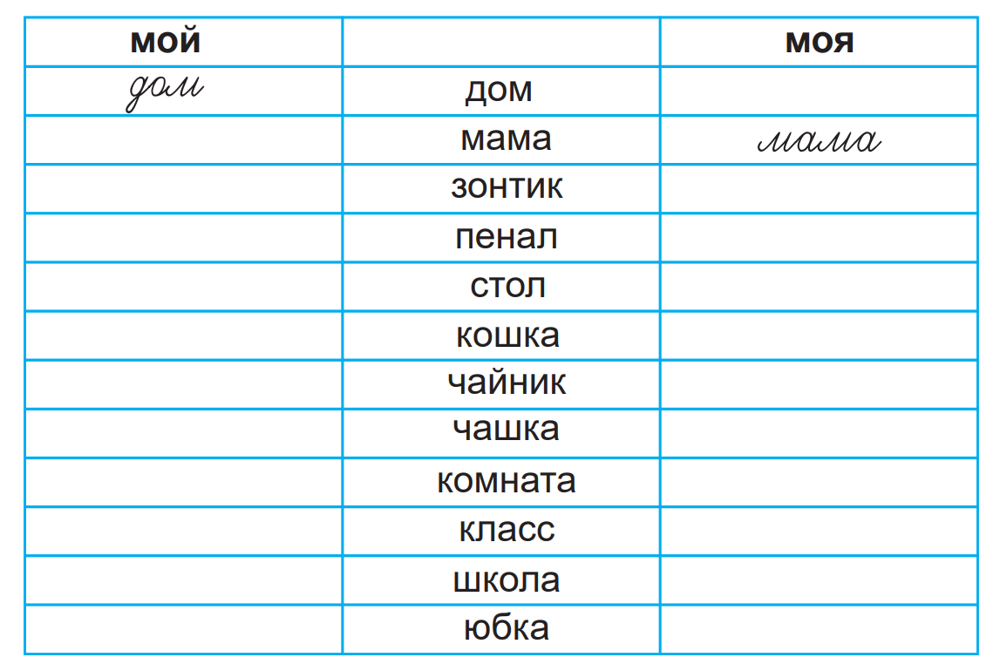 мой моя
дом дом
мама мама
зонтик
пенал
стол
кошка
чайник
чашка
комната
класс
школа
юбка